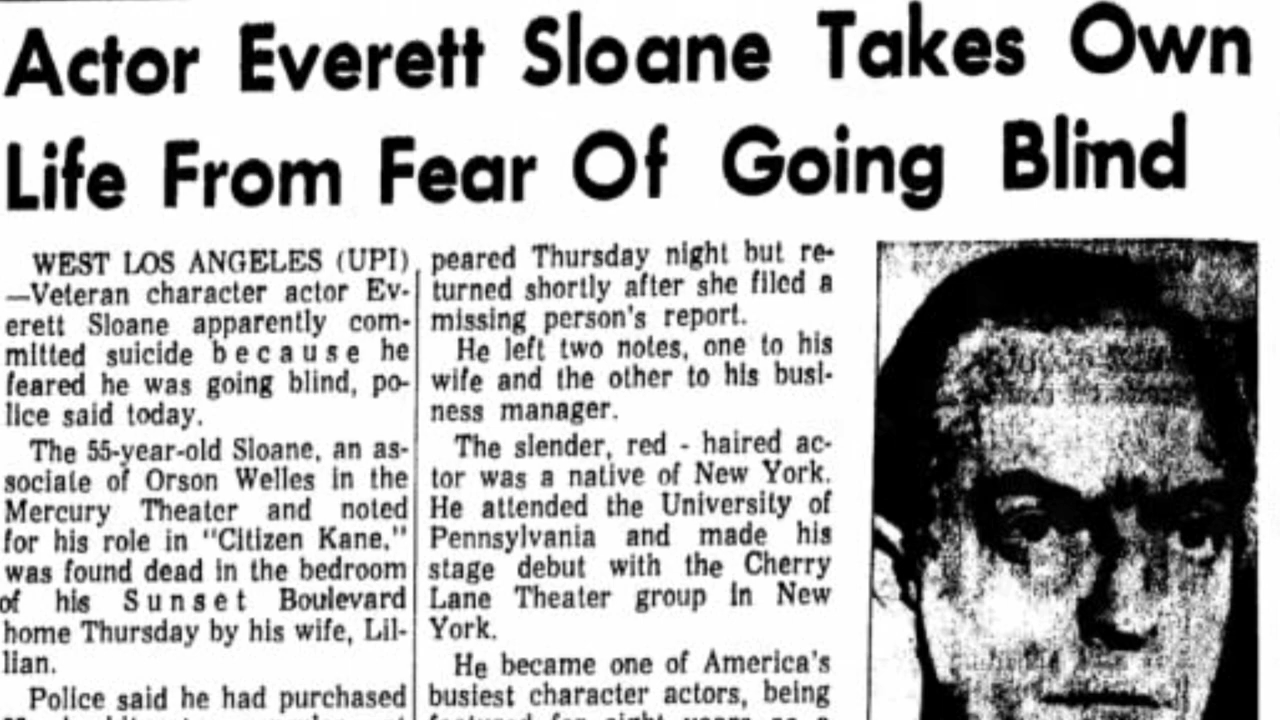 Actor Everett Sloane Takes Own
Life From Fear Of Going Blind
WEST LOS ANGELES (UPI)
—Veteran character actor Ev-
erett Sloane apparently com-
mitted suicide because he
feared he was going blind, po-
lice said today.
The 55-year-old Sloane, an as-
sociate of Orson Welles in the
Mercury Theater and noted
for his role in "Citizen Kane,"
was found dead in the bedroom
of his Sunset Boulevard
home Thursday by his wife, Lil-
lian.
Police said he had purchased
peared Thursday night but re-
turned shortly after she filed a
missing person's report.
He left two notes, one to his
wife and the other to his busi-
ness manager.
The slender, red - haired ac-
tor was a native of New York.
He attended the University of
Pennsylvania and made his
stage debut with the Cherry
Lane Theater group in New
York.
He became one of America's
busiest character actors, being